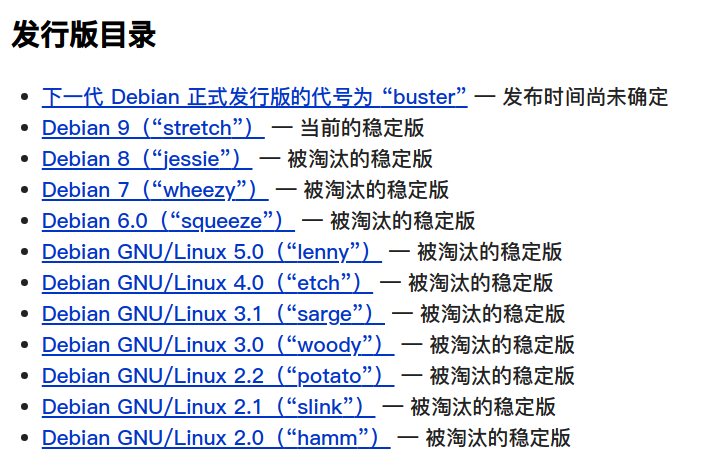 发行版目录
下一代 Debian 正式发行版的代号为 “buster” — 发布时间尚未确定
Debian 9（“stretch”） — 当前的稳定版
Debian 8（“jessie”） — 被淘汰的稳定版
Debian 7（“wheezy”） — 被淘汰的稳定版
Debian 6.0（“squeeze”） — 被淘汰的稳定版
Debian GNU/Linux 5.0（“lenny”） — 被淘汰的稳定版
Debian GNU/Linux 4.0（“etch”） — 被淘汰的稳定版
Debian GNU/Linux 3.1（“sarge”） — 被淘汰的稳定版
Debian GNU/Linux 3.0（“woody”） — 被淘汰的稳定版
Debian GNU/Linux 2.2（“potato”） — 被淘汰的稳定版
Debian GNU/Linux 2.1（“slink”） — 被淘汰的稳定版
Debian GNU/Linux 2.0（“hamm”） — 被淘汰的稳定版